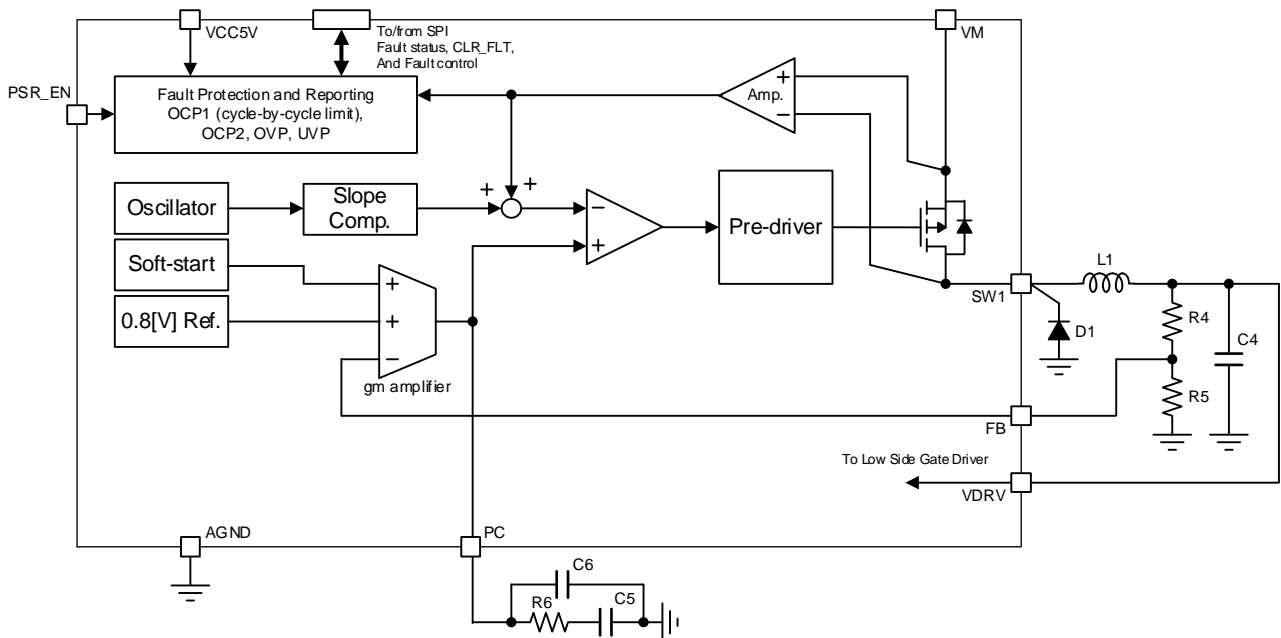 VCC5V
To/from SPI
Fault status, CLR_FLT,
And Fault control
VM
PSR_EN
Fault Protection and Reporting
OCP1 (cycle-by-cycle limit),
OCP2, OVP, UVP
+
Amp.
−
Oscillator
Slope
Comp.
+
+
−
+
Pre-driver
Soft-start
0.8[V] Ref.
+
+
−
gm amplifier
SW1
L1
D1
R4
C4
R5
FB
To Low Side Gate Driver
VDRV
AGND
PC
C6
R6
C5